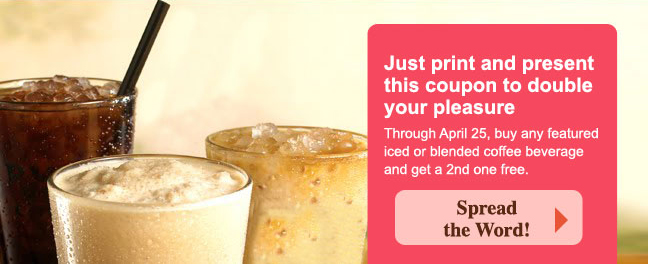 Just print and present
this coupon to double
your pleasure
Through April 25, buy any featured
iced or blended coffee beverage
and get a 2nd one free.
Spread
the Word!